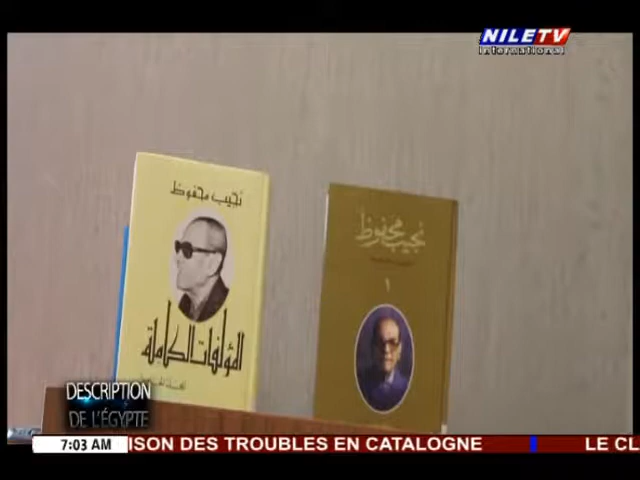 NILE TV
international
نجيب محفوظ
المؤلفات الكاملة
نجيب محفوظ
١
DESCRIPTION
DE L'ÉGYPTE
7:03 AM
ISON DES TROUBLES EN CATALOGNE
LE CL